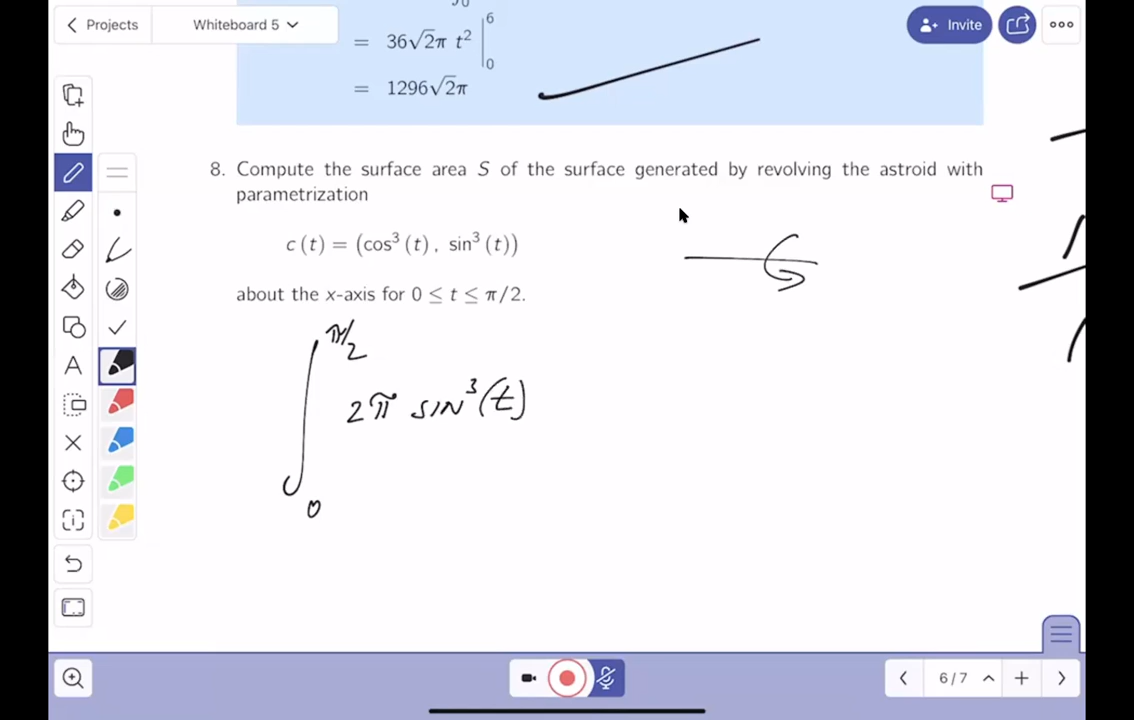 Projects
Whiteboard 5
Invite
= 36√2π t² |₀⁶
= 1296√2π
8. Compute the surface area S of the surface generated by revolving the astroid with
parametrization
c (t) = (cos³ (t) , sin³ (t))
about the x-axis for 0 ≤ t ≤ π/2.
π/2
∫ 2π sin³(t)
0
A
6 / 7